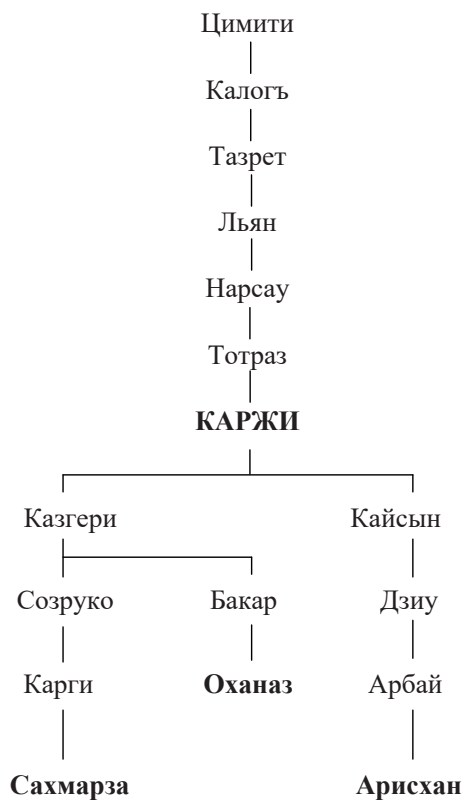 Цимити
Калогъ
Тазрет
Льян
Нарсау
Тотраз
КАРЖИ
Казгери Кайсын
Созруко Бакар Дзиу
Карги Оханаз Арбай
Сахмарза Арисхан